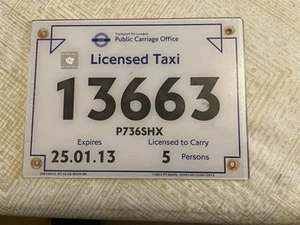 Transport for London
Public Carriage Office
Licensed Taxi
13663
P736SHX
Expires
Licensed to Carry
25.01.13
5 Persons